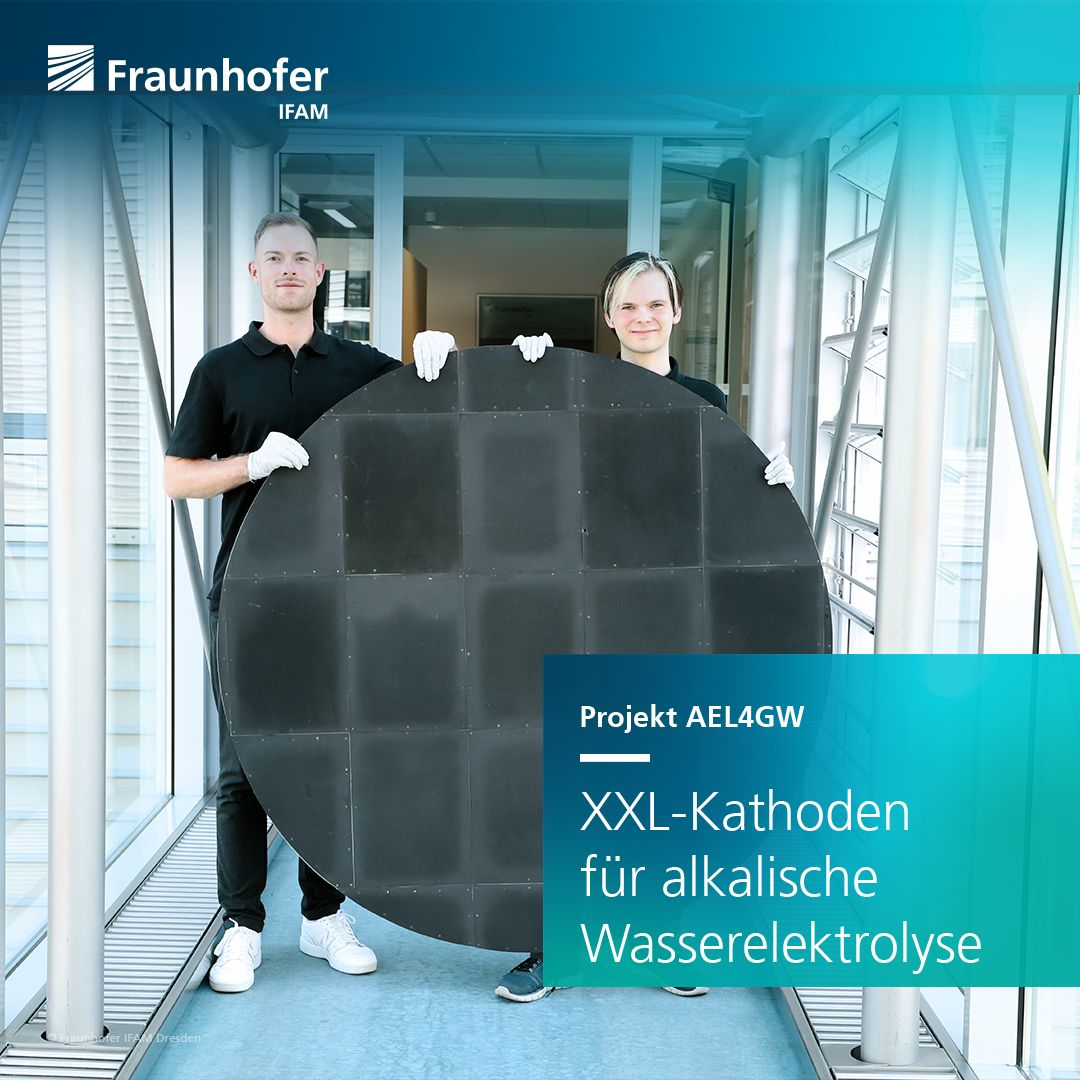 Fraunhofer
IFAM
Projekt AEL4GW
XXL-Kathoden
für alkalische
Wasserelektrolyse
© Fraunhofer IFAM Dresden